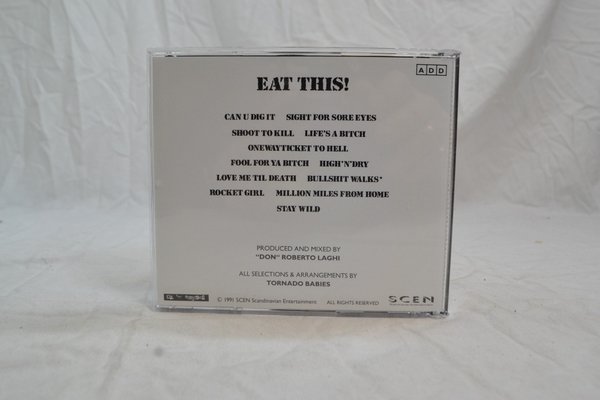 ADD
EAT THIS!
CAN U DIG IT SIGHT FOR SORE EYES
SHOOT TO KILL LIFE'S A BITCH
ONEWAYTICKET TO HELL
FOOL FOR YA BITCH HIGH'N'DRY
LOVE ME TIL DEATH BULLSHIT WALKS*
ROCKET GIRL MILLION MILES FROM HOME
STAY WILD
PRODUCED AND MIXED BY
"DON" ROBERTO LAGHI
ALL SELECTIONS & ARRANGEMENTS BY
TORNADO BABIES
© 1991 SCEN Scandinavian Entertainment ALL RIGHTS RESERVED
SCEN